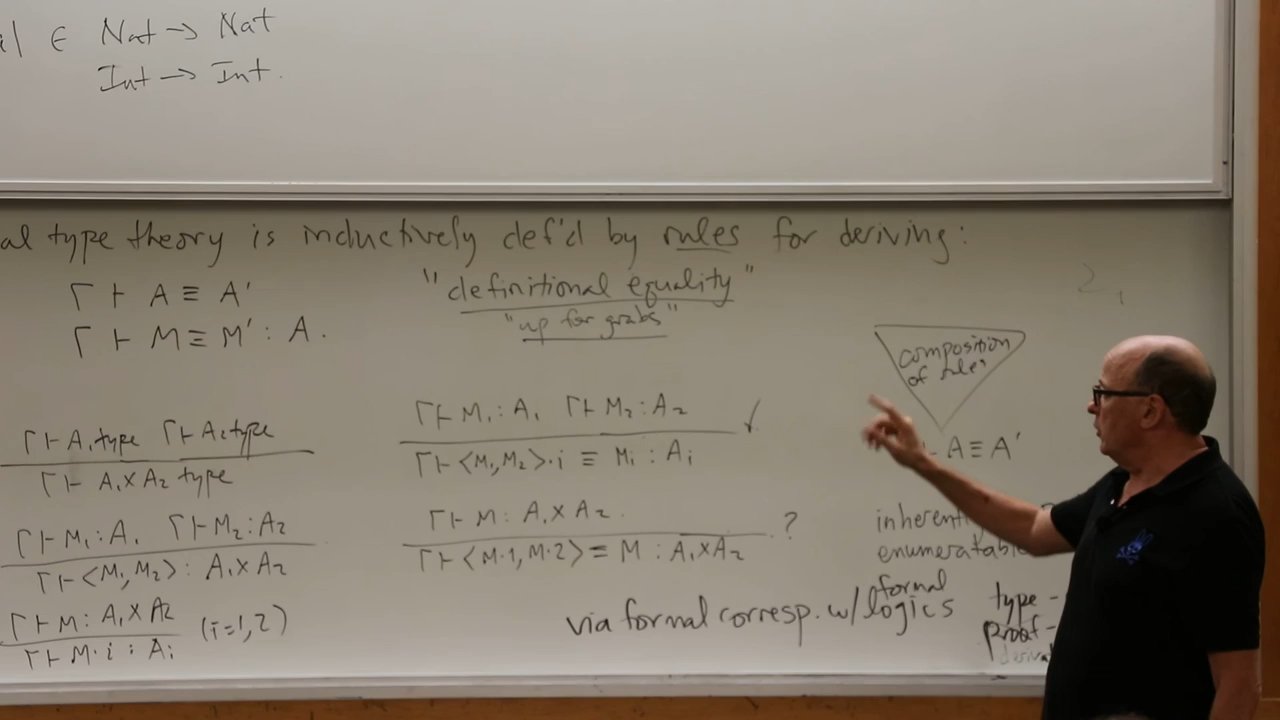 ∈ Nat → Nat
Int → Int.
al type theory is inductively def'd by rules for deriving:
Γ ⊢ A ≡ A'
Γ ⊢ M ≡ M' : A.
"definitional equality"
"up for grabs"
Γ ⊢ A₁ type Γ ⊢ A₂ type
Γ ⊢ A₁ × A₂ type
Γ ⊢ M₁ : A₁ Γ ⊢ M₂ : A₂
Γ ⊢ <M₁, M₂> : A₁ × A₂
Γ ⊢ M : A₁ × A₂
Γ ⊢ M·i : Aᵢ
(i=1,2)
Γ ⊢ M₁ : A₁ Γ ⊢ M₂ : A₂
Γ ⊢ <M₁, M₂>·i ≡ Mᵢ : Aᵢ
✓
Γ ⊢ M : A₁ × A₂.
Γ ⊢ <M·1, M·2> ≡ M : A₁ × A₂
?
composition
of rules
A ≡ A'
enumeratable
via formal corresp. w/ formal logics
type -
proof -